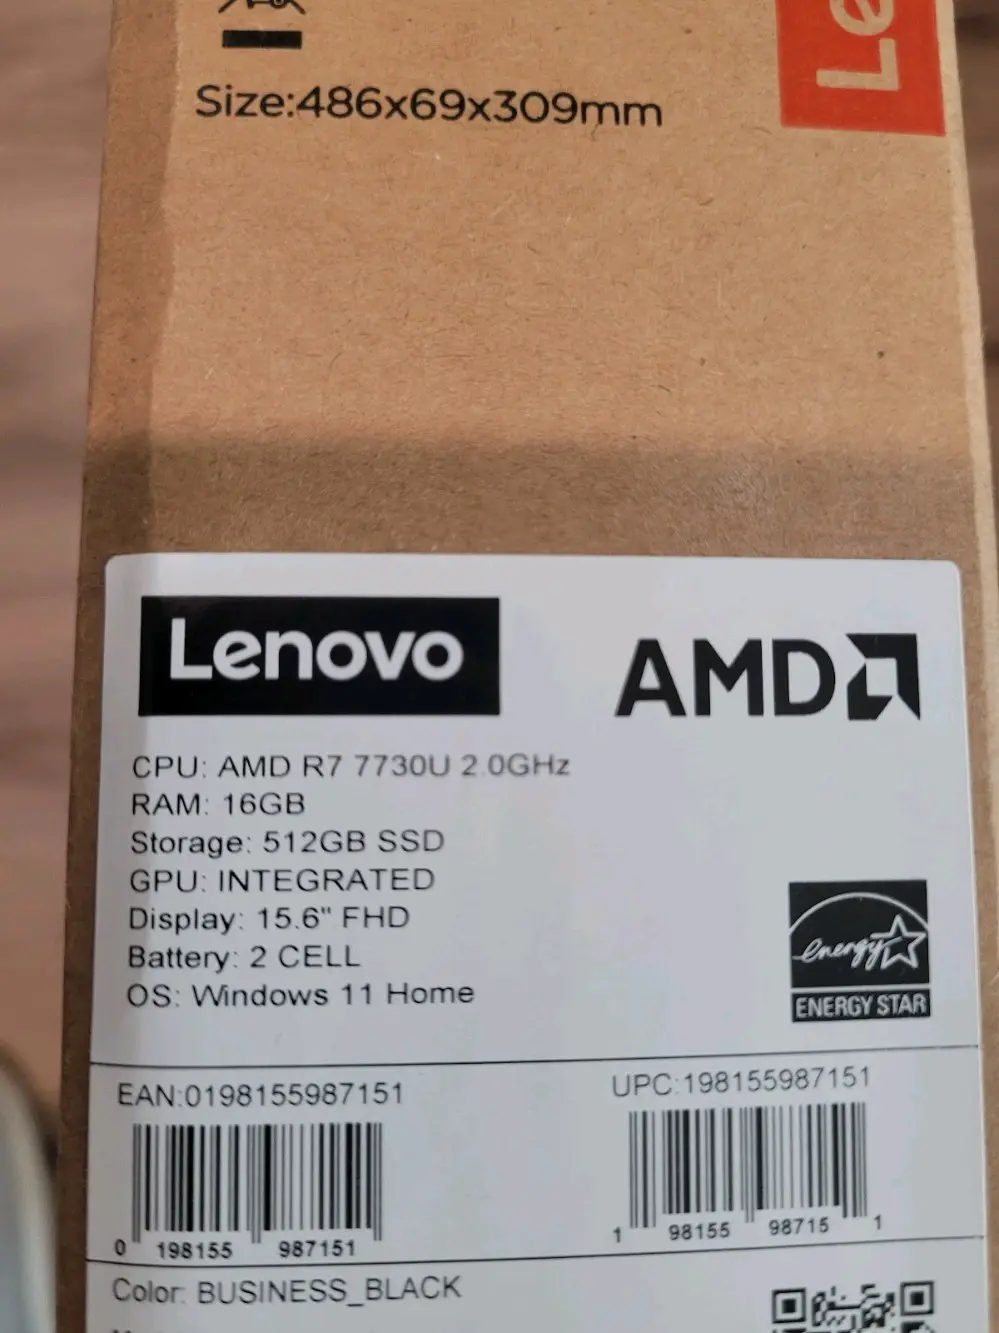 Size:486x69x309mm
Le
Lenovo
AMD
CPU: AMD R7 7730U 2.0GHz
RAM: 16GB
Storage: 512GB SSD
GPU: INTEGRATED
Display: 15.6" FHD
Battery: 2 CELL
OS: Windows 11 Home
energy
ENERGY STAR
EAN:0198155987151
UPC:198155987151
0 198155 987151
1 98155 98715 1
Color: BUSINESS_BLACK